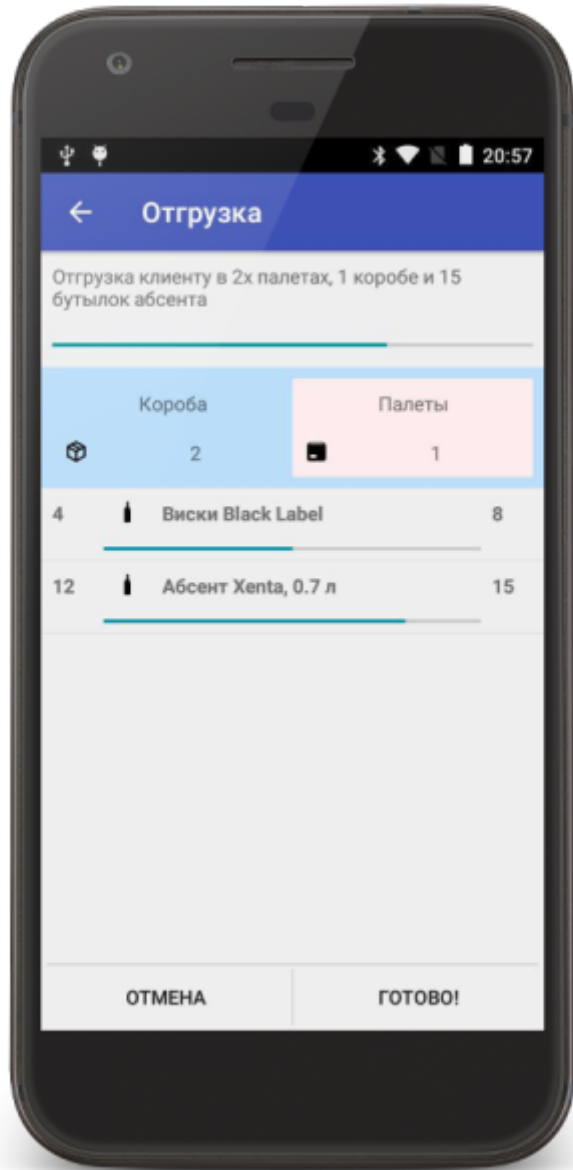 20:57
Отгрузка
Отгрузка клиенту в 2х палетах, 1 коробе и 15
бутылок абсента
Короба Палеты
2 1
4 Виски Black Label 8
12 Абсент Xenta, 0.7 л 15
ОТМЕНА ГОТОВО!